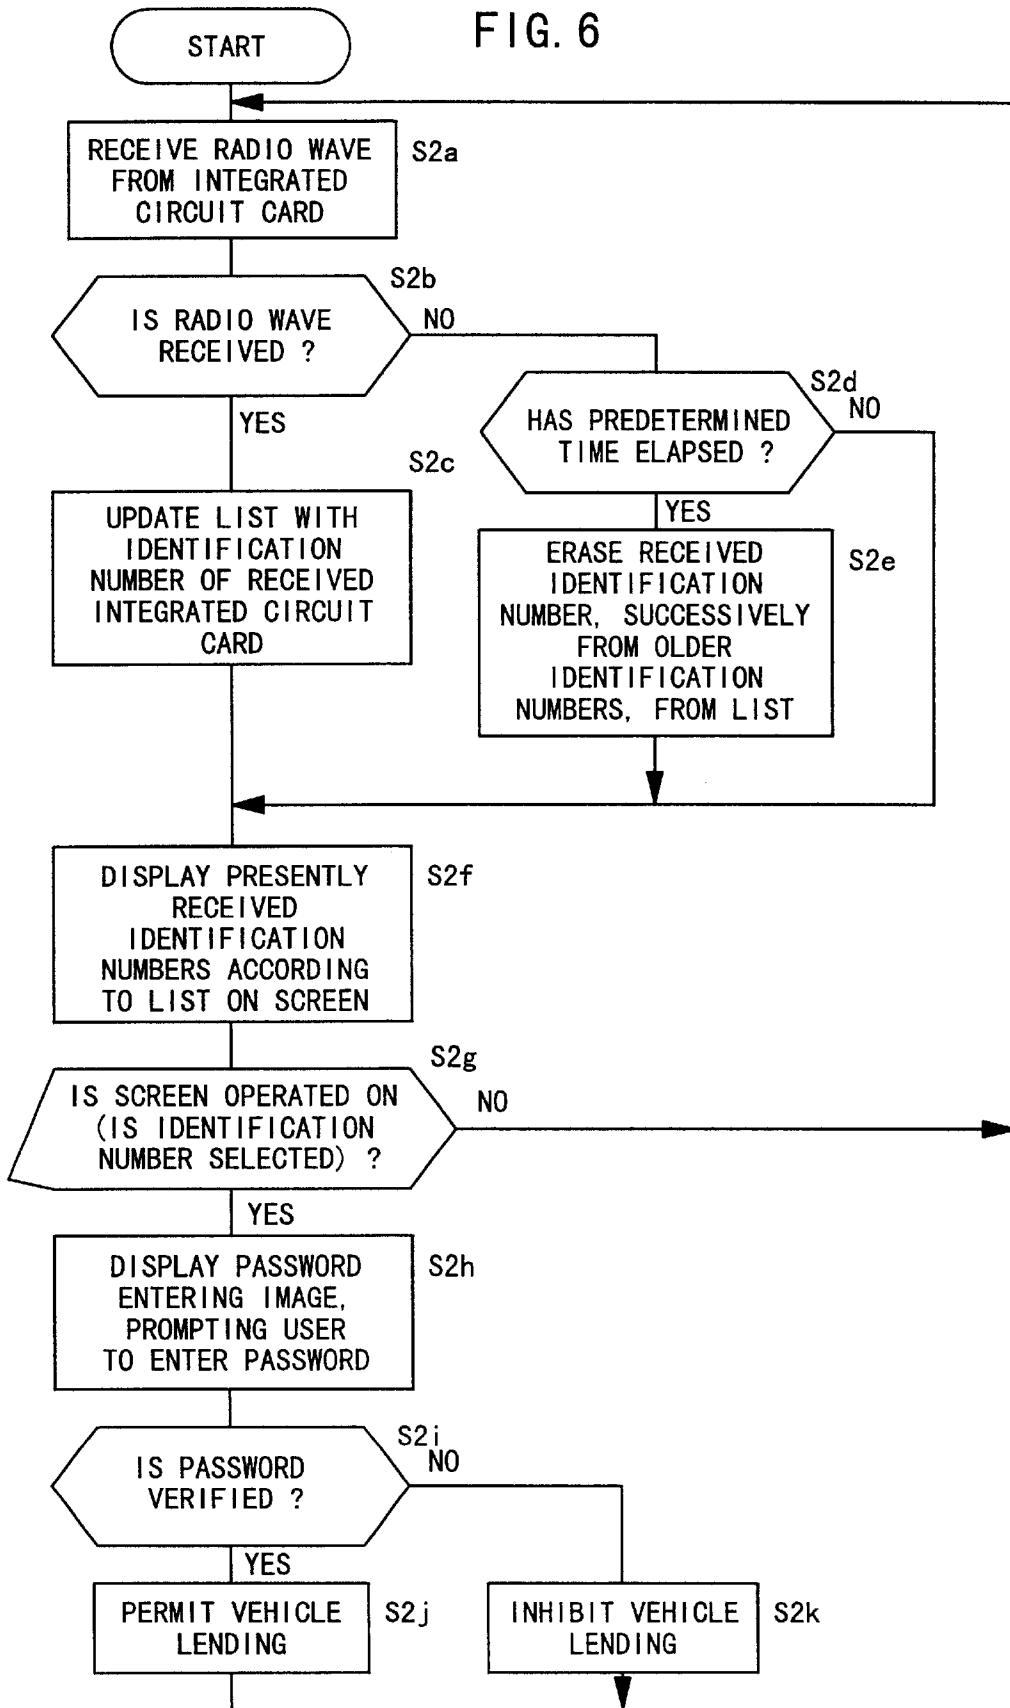 FIG. 6
START
RECEIVE RADIO WAVE
FROM INTEGRATED
CIRCUIT CARD
S2a
S2b
IS RADIO WAVE
RECEIVED ?
NO
YES
S2d
HAS PREDETERMINED
TIME ELAPSED ?
NO
YES
S2c
UPDATE LIST WITH
IDENTIFICATION
NUMBER OF RECEIVED
INTEGRATED CIRCUIT
CARD
S2e
ERASE RECEIVED
IDENTIFICATION
NUMBER, SUCCESSIVELY
FROM OLDER
IDENTIFICATION
NUMBERS, FROM LIST
DISPLAY PRESENTLY
RECEIVED
IDENTIFICATION
NUMBERS ACCORDING
TO LIST ON SCREEN
S2f
S2g
IS SCREEN OPERATED ON
(IS IDENTIFICATION
NUMBER SELECTED) ?
NO
YES
DISPLAY PASSWORD
ENTERING IMAGE,
PROMPTING USER
TO ENTER PASSWORD
S2h
S2i
IS PASSWORD
VERIFIED ?
NO
YES
PERMIT VEHICLE
LENDING
S2j
INHIBIT VEHICLE
LENDING
S2k